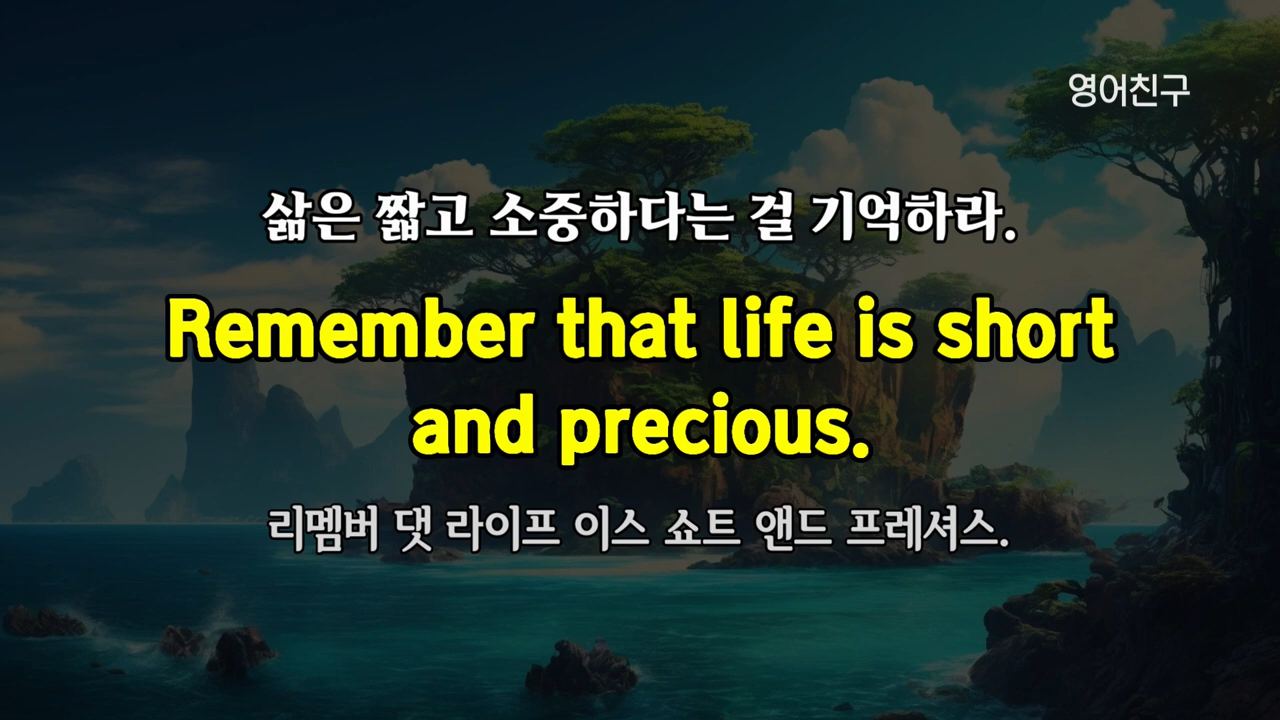 영어친구
삶은 짧고 소중하다는 걸 기억하라.
Remember that life is short
and precious.
리멤버 댓 라이프 이스 쇼트 앤드 프레셔스.